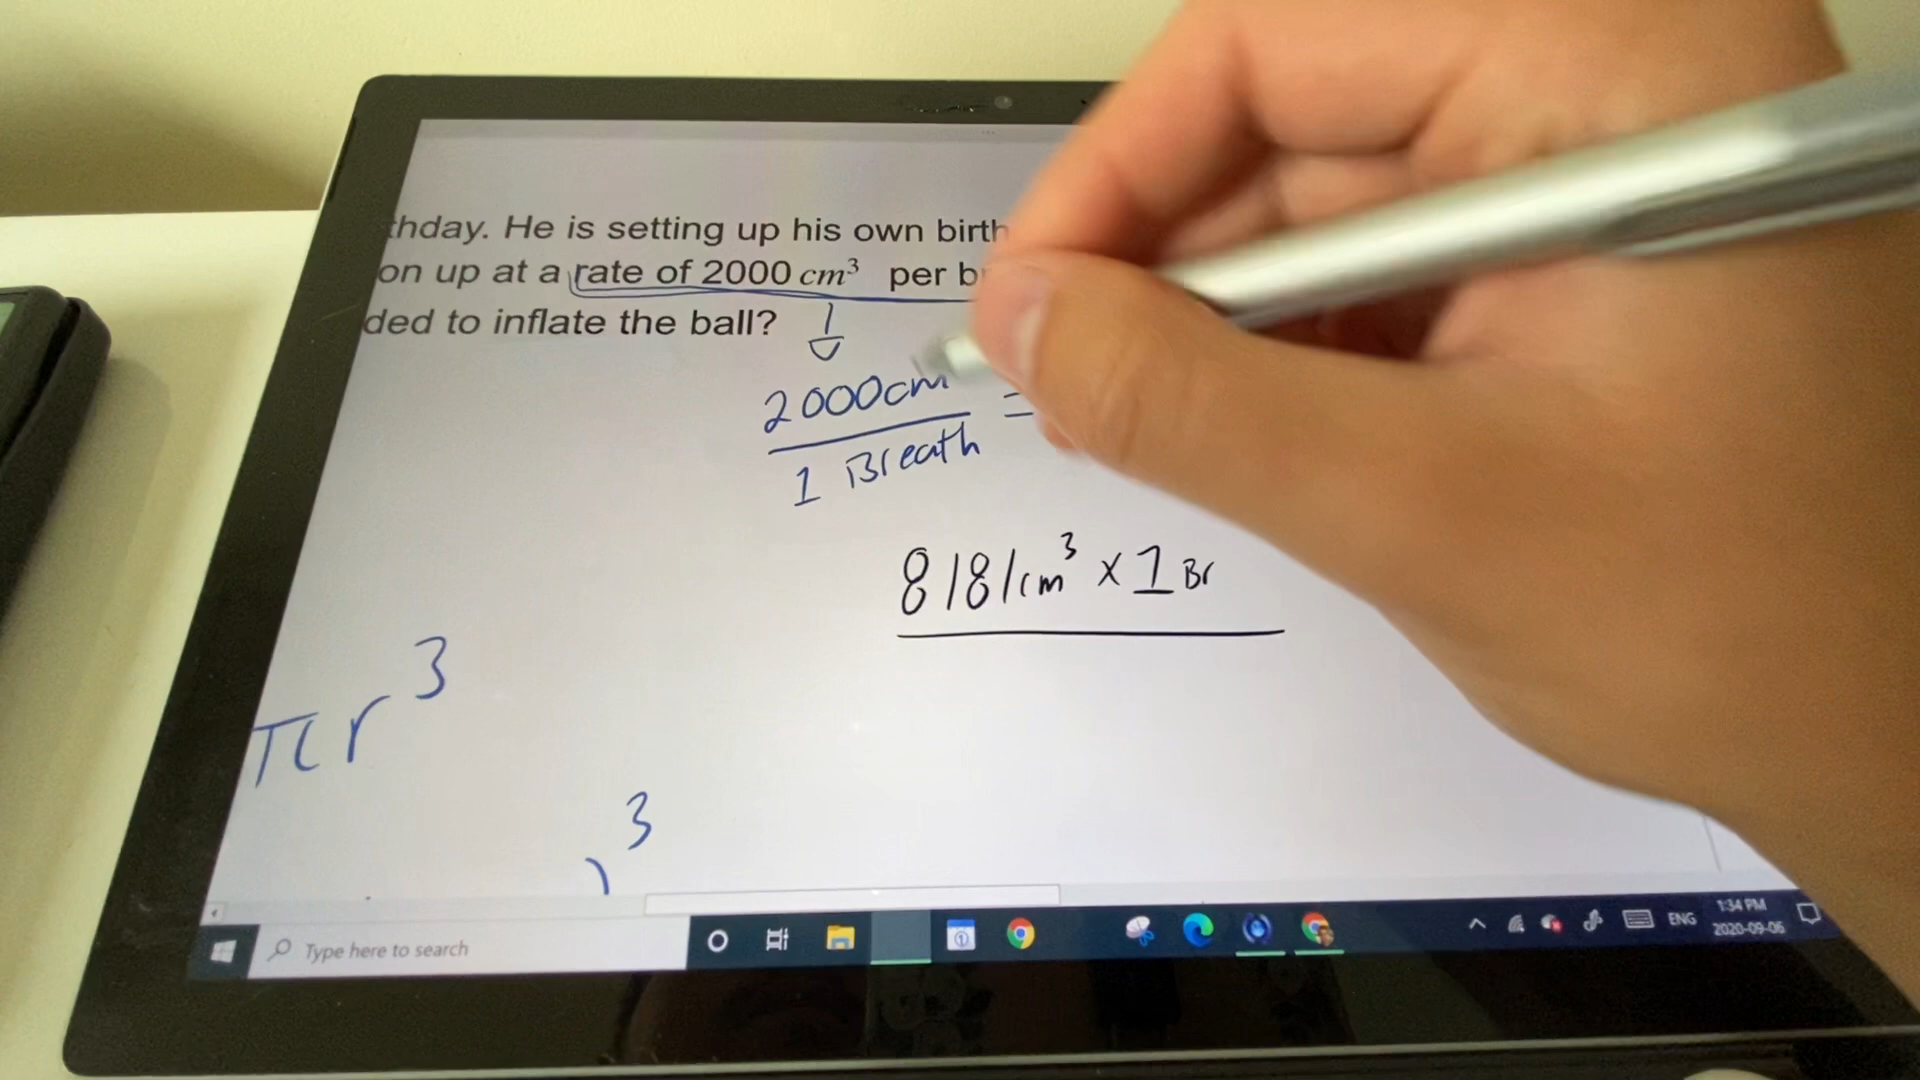 thday. He is setting up his own birth
on up at a rate of 2000 cm³ per b
ded to inflate the ball?
2000cm
=
1 Breath
8181cm³ × 1 Br
πr³
)³
Type here to search
ENG
1:34 PM
2020-09-06